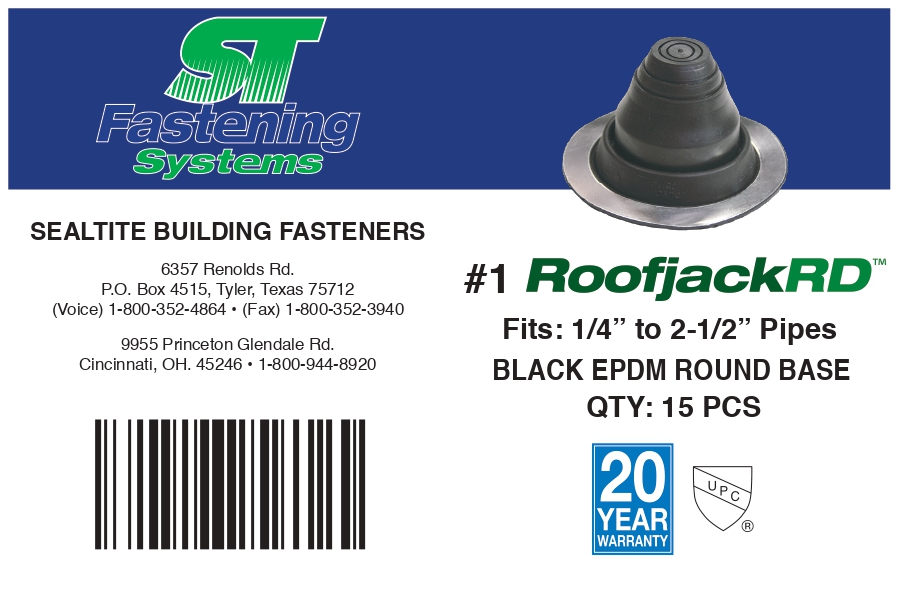 ST
Fastening
Systems
SEALTITE BUILDING FASTENERS
6357 Renolds Rd.
P.O. Box 4515, Tyler, Texas 75712
(Voice) 1-800-352-4864 • (Fax) 1-800-352-3940
9955 Princeton Glendale Rd.
Cincinnati, OH. 45246 • 1-800-944-8920
#1 RoofjackRD™
Fits: 1/4” to 2-1/2” Pipes
BLACK EPDM ROUND BASE
QTY: 15 PCS
20
YEAR
WARRANTY
UPC
®